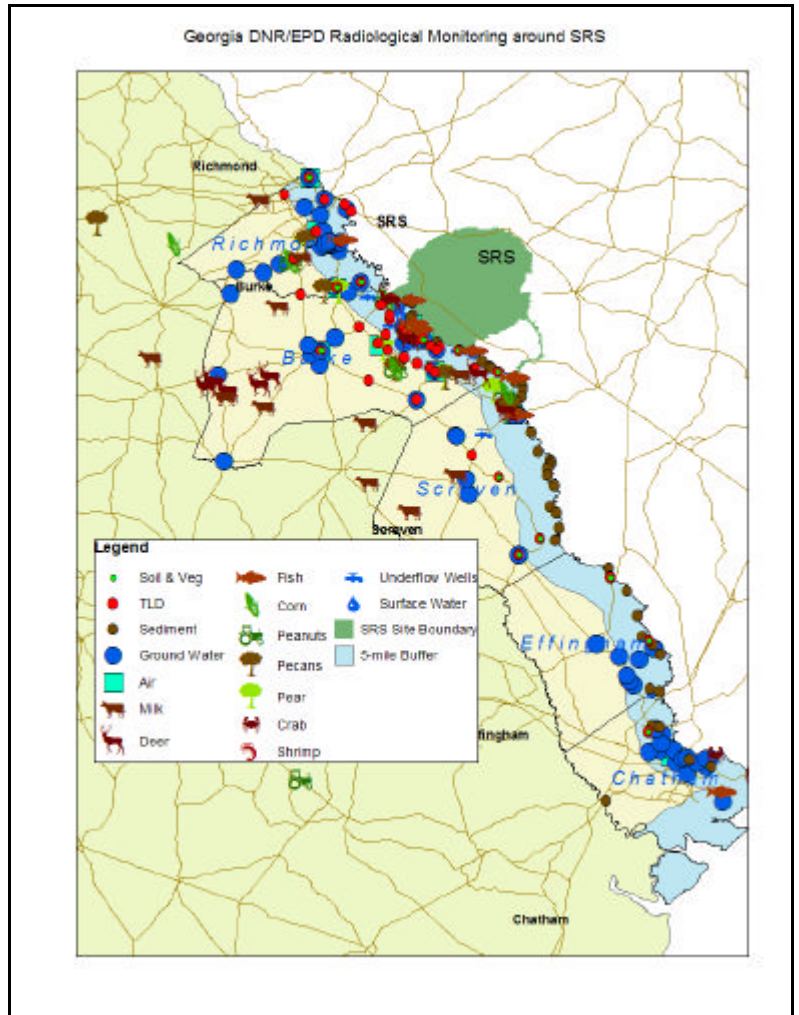 Georgia DNR/EPD Radiological Monitoring around SRS
Richmond
SRS
Richmond
SRS
Burke
Burke
Screven
Screven
Legend
Soil & Veg
TLD
Sediment
Ground Water
Air
Milk
Deer
Fish
Corn
Peanuts
Pecans
Pear
Crab
Shrimp
Underflow Wells
Surface Water
SRS Site Boundary
5-mile Buffer
Effingham
ffingham
Chatham
Chatham